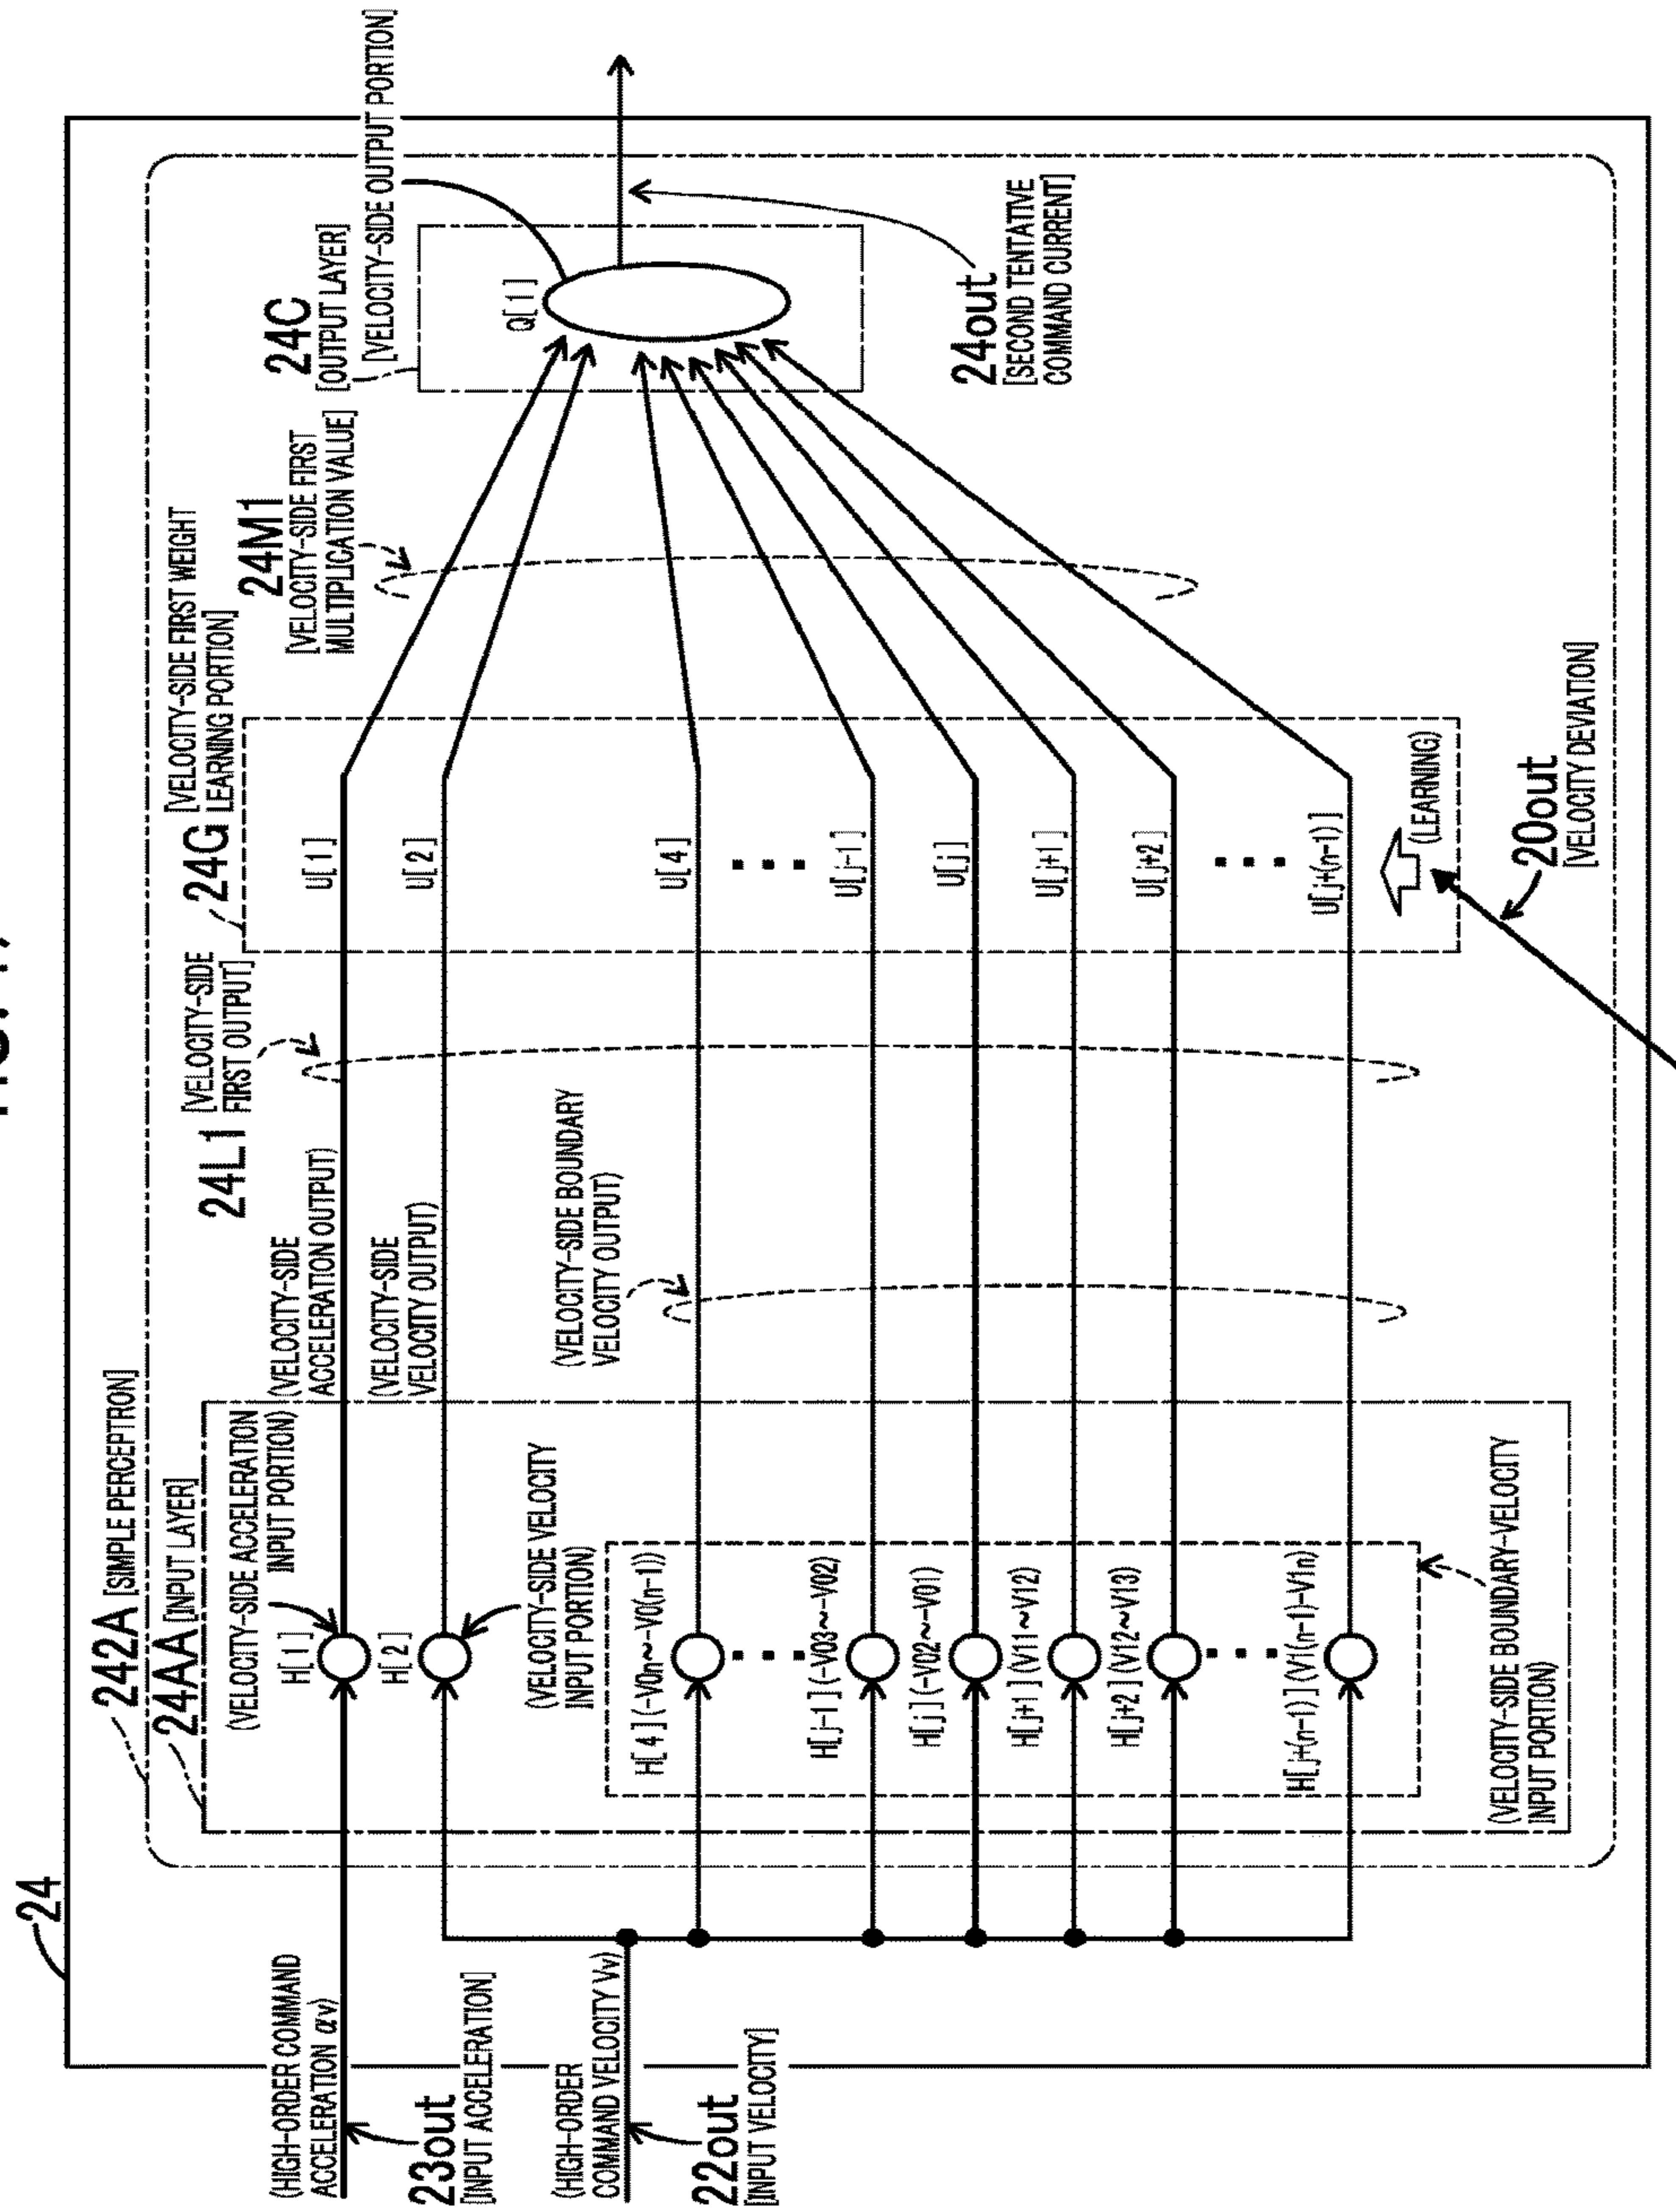 24
242A [SIMPLE PERCEPTRON]
24AA [INPUT LAYER]
(HIGH-ORDER COMMAND
ACCELERATION αv)
23out
[INPUT ACCELERATION]
(HIGH-ORDER
COMMAND VELOCITY Vv)
22out
[INPUT VELOCITY]
(VELOCITY-SIDE ACCELERATION
INPUT PORTION)
H[1]
H[2]
(VELOCITY-SIDE VELOCITY
INPUT PORTION)
H[4](-V0n~-V0(n-1))
H[j-1](-V03~-V02)
H[j](-V02~-V01)
H[j+1](V11~V12)
H[j+2](V12~V13)
H[j+(n-1)](V1(n-1)-V1n)
(VELOCITY-SIDE BOUNDARY-VELOCITY
INPUT PORTION)
(VELOCITY-SIDE
ACCELERATION OUTPUT)
(VELOCITY-SIDE
VELOCITY OUTPUT)
(VELOCITY-SIDE BOUNDARY
VELOCITY OUTPUT)
24L1 [VELOCITY-SIDE
FIRST OUTPUT]
[VELOCITY-SIDE FIRST WEIGHT
24G LEARNING PORTION]
U[1]
U[2]
U[4]
U[j-1]
U[j]
U[j+1]
U[j+2]
U[j+(n-1)]
(LEARNING)
20out
[VELOCITY DEVIATION]
24M1
[VELOCITY-SIDE FIRST
MULTIPLICATION VALUE]
24C
[OUTPUT LAYER]
[VELOCITY-SIDE OUTPUT PORTION]
Q[1]
24out
[SECOND TENTATIVE
COMMAND CURRENT]